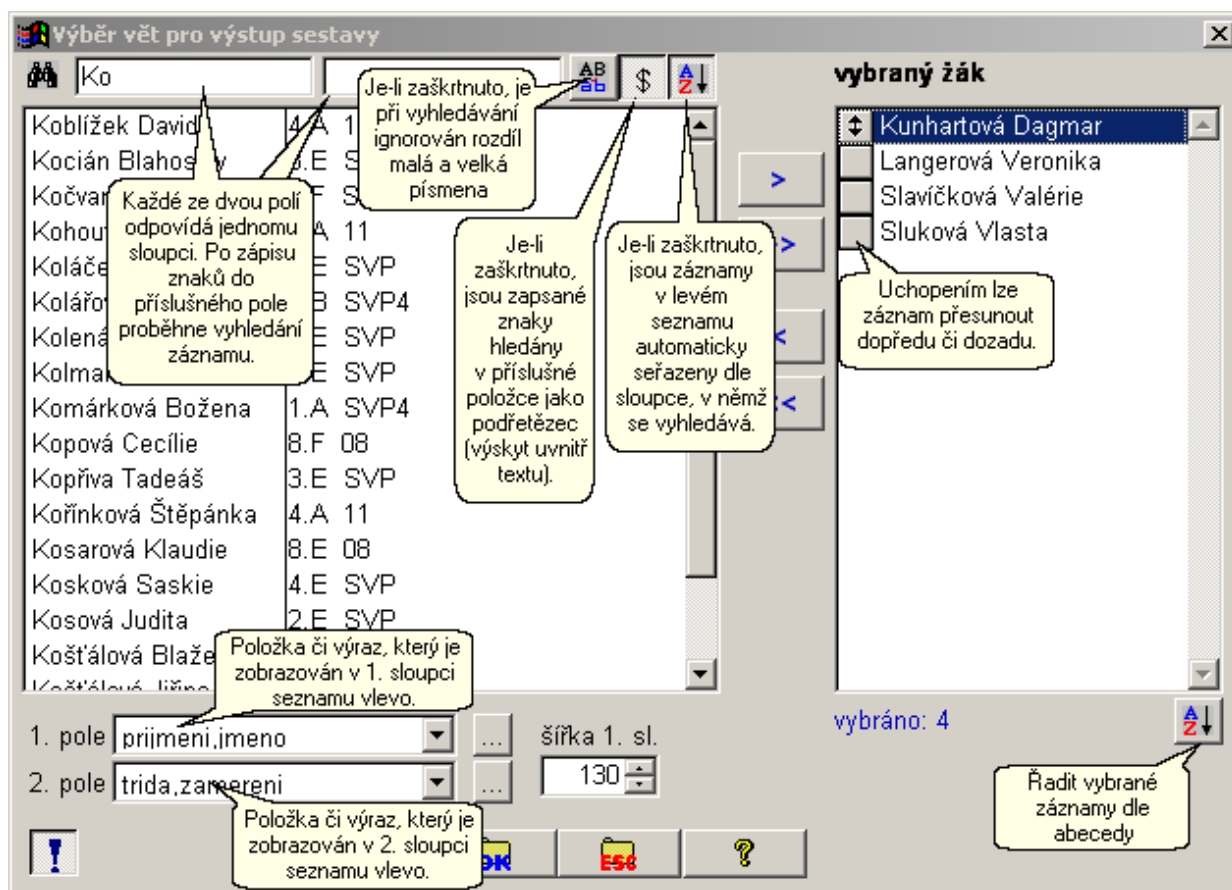 Výběr vět pro výstup sestavy
Ko
AB
ab
$
A
Z
vybraný žák
Koblížek David 4.A 1
Kocián
Kohou A 11
SVP
B SVP4
SVP
SVP
Komárková Božena 1.A SVP4
Kopová Cecílie 8.F 08
Kopřiva Tadeáš 3.E SVP
Kořínková Štěpánka 4.A 11
Kosarová Klaudie 8.E 08
Kosková Saskie 4.E SVP
Kosová Judita 2.E SVP
Košťálová
Je-li zaškrtnuto, je
při vyhledávání
ignorován rozdíl
malá a velká
písmena
Každé ze dvou polí
odpovídá jednomu
sloupci. Po zápisu
znaků do
příslušného pole
proběhne vyhledání
záznamu.
Je-li
zaškrtnuto,
jsou zapsané
znaky
hledány
v příslušné
položce jako
podřetězec
(výskyt uvnitř
textu).
Je-li zaškrtnuto,
jsou záznamy
v levém
seznamu
automaticky
seřazeny dle
sloupce, v němž
se vyhledává.
>
Kunhartová Dagmar
Langerová Veronika
Slavíčková Valérie
Sluková Vlasta
Uchopením lze
záznam přesunout
dopředu či dozadu.
Položka či výraz, který je
zobrazován v 1. sloupci
seznamu vlevo.
1. pole prijmeni,jmeno ... šířka 1. sl.
2. pole trida,zamereni ... 130
Položka či výraz, který je
zobrazován v 2. sloupci
seznamu vlevo.
vybráno: 4
A
Z
Řadit vybrané
záznamy dle
abecedy
! OK ESC ?